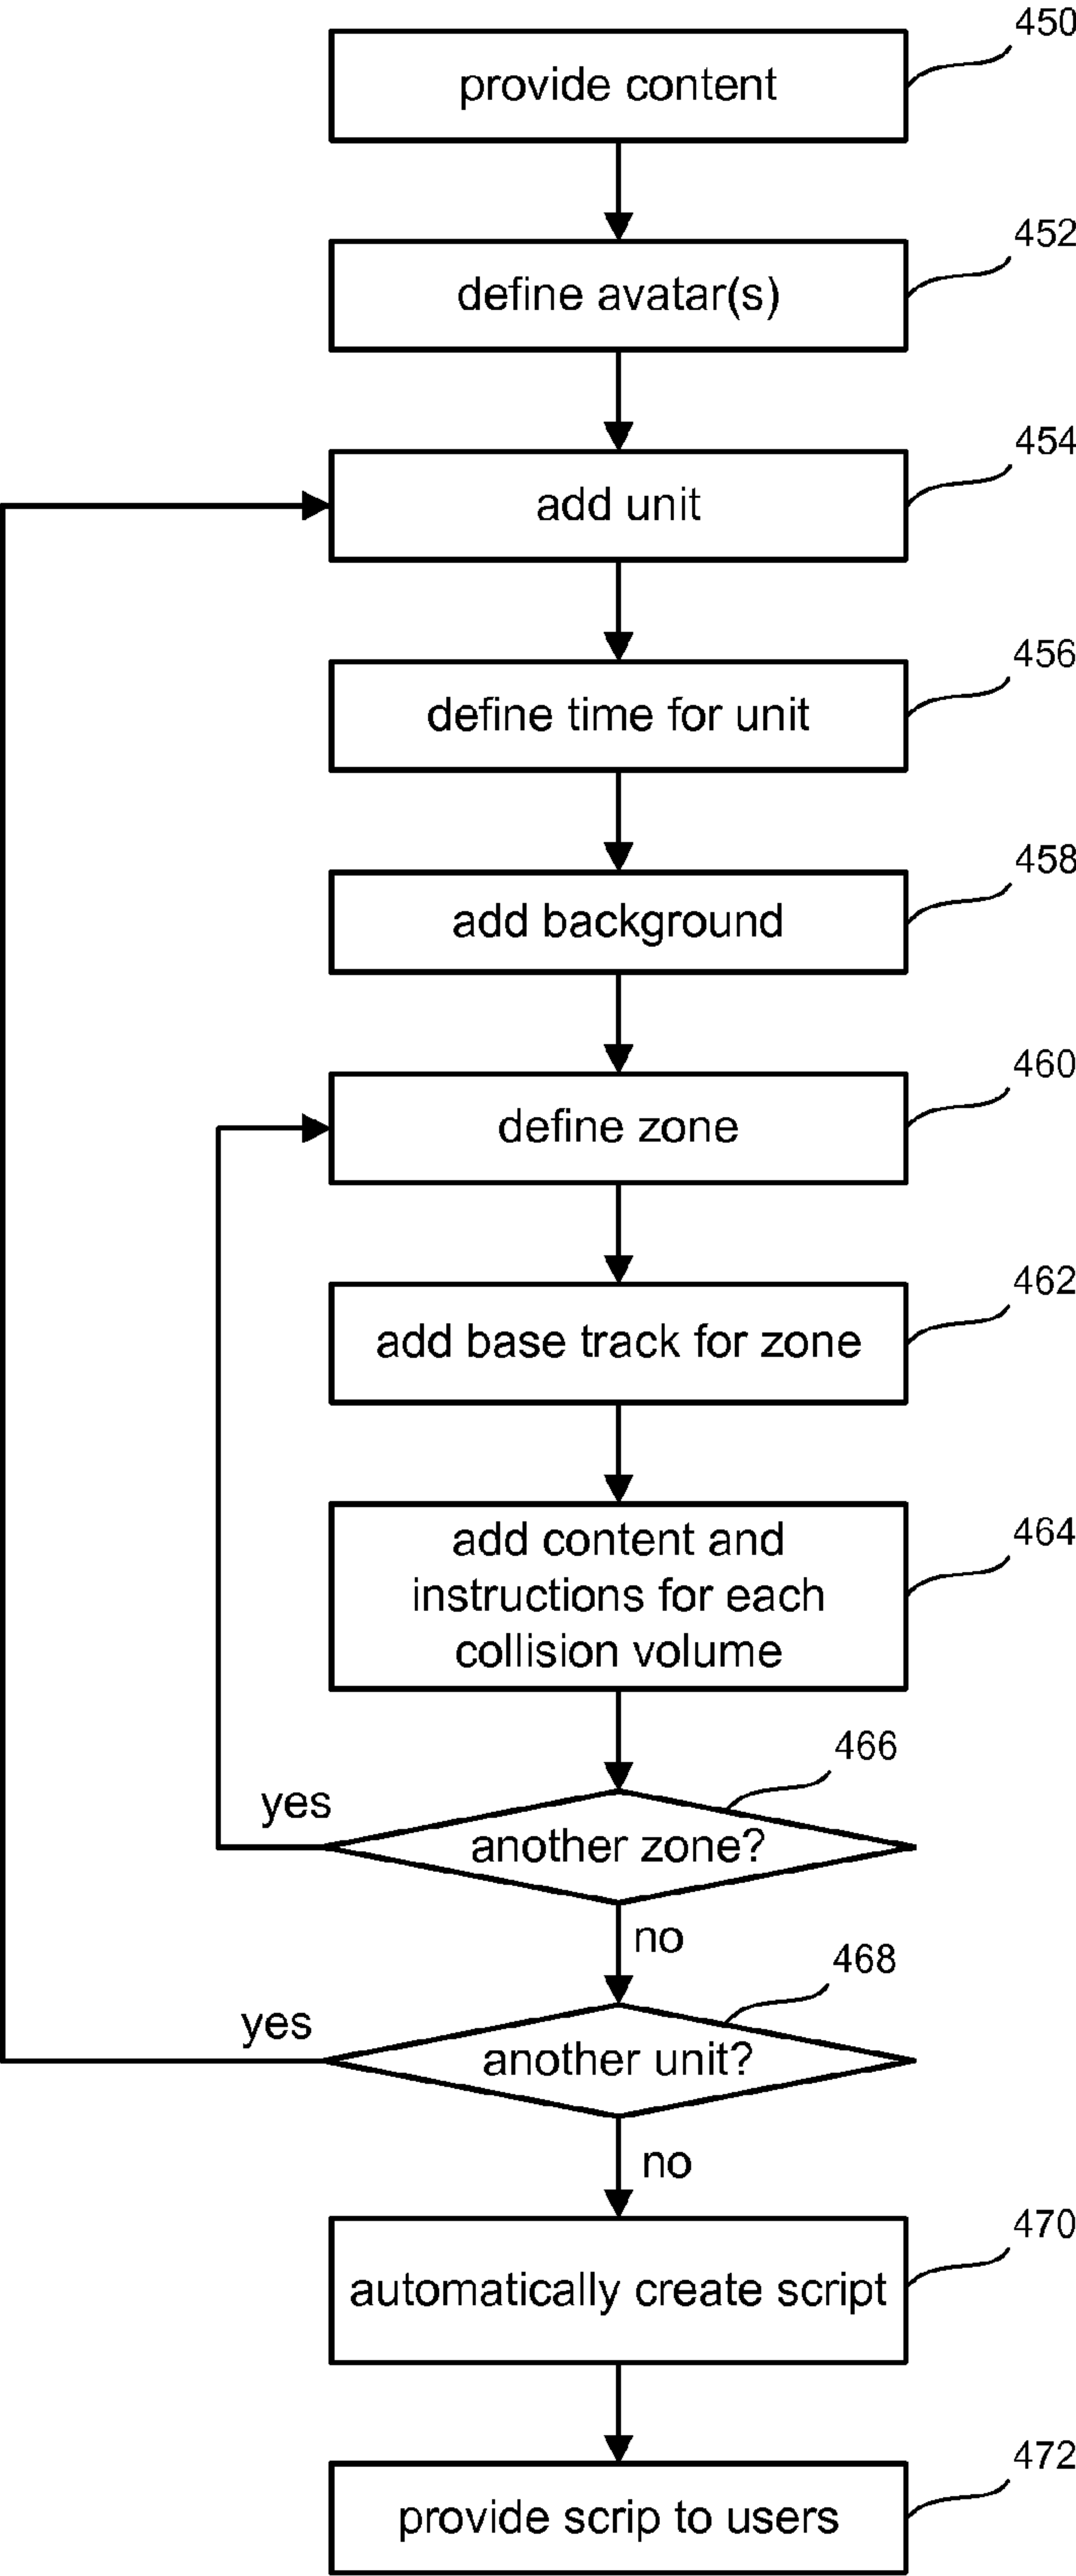 450
provide content
452
define avatar(s)
454
add unit
456
define time for unit
458
add background
460
define zone
462
add base track for zone
464
add content and
instructions for each
collision volume
466
yes
another zone?
no
468
yes
another unit?
no
470
automatically create script
472
provide scrip to users